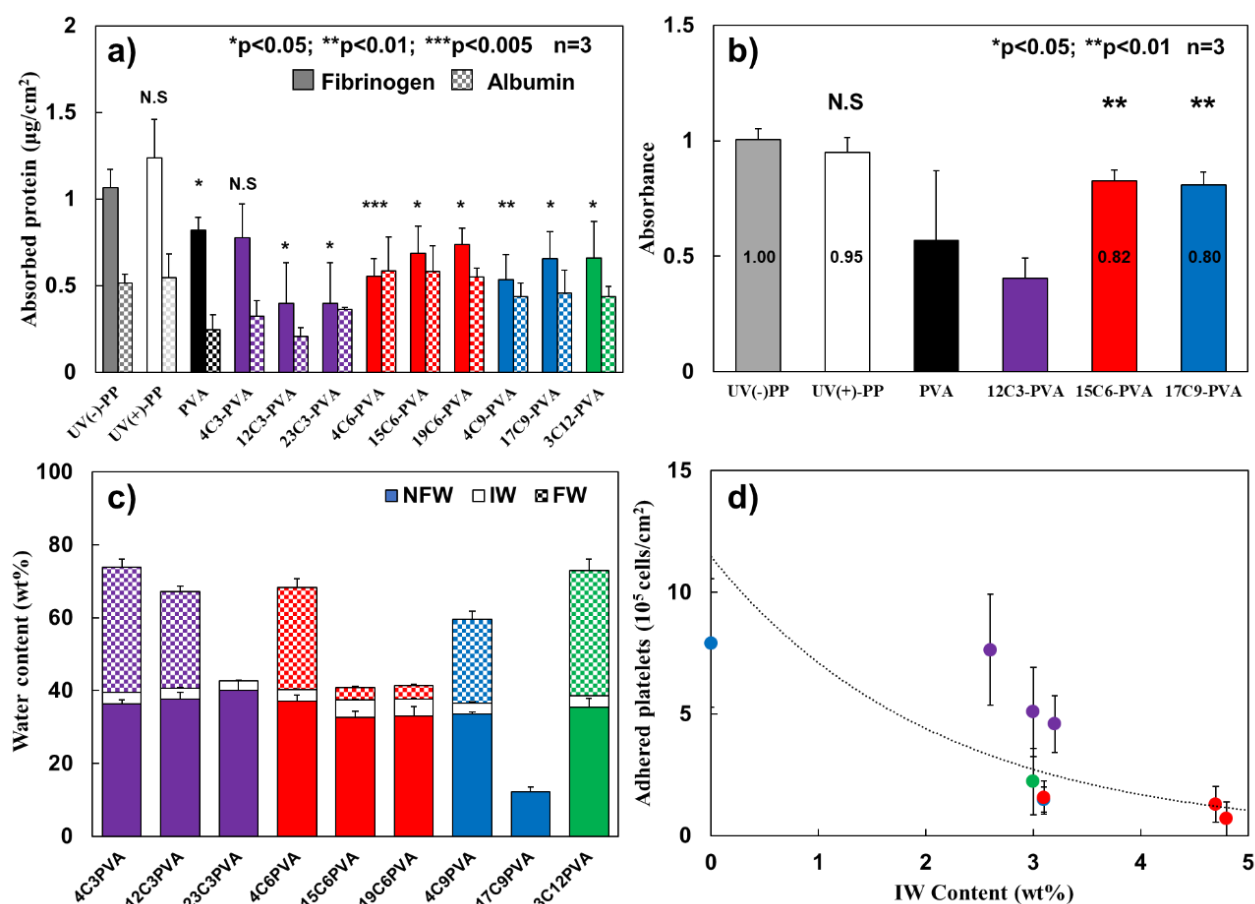 a)
*p<0.05; **p<0.01; ***p<0.005 n=3
Fibrinogen Albumin
Absorbed protein (µg/cm²)
2
1.5
1
0.5
0
N.S
*
N.S
*
*
***
*
*
**
*
*
UV(-)-PP
UV(+)-PP
PVA
4C3-PVA
12C3-PVA
23C3-PVA
4C6-PVA
15C6-PVA
19C6-PVA
4C9-PVA
17C9-PVA
3C12-PVA
b)
*p<0.05; **p<0.01 n=3
Absorbance
1.5
1
0.5
0
N.S
**
**
1.00
0.95
0.82
0.80
UV(-)PP UV(+)-PP PVA 12C3-PVA 15C6-PVA 17C9-PVA
c)
NFW IW FW
Water content (wt%)
100
80
60
40
20
0
4C3PVA
12C3PVA
23C3PVA
4C6PVA
15C6PVA
19C6PVA
4C9PVA
17C9PVA
3C12PVA
d)
Adhered platelets (10⁵ cells/cm²)
15
10
5
0
0 1 2 3 4 5
IW Content (wt%)